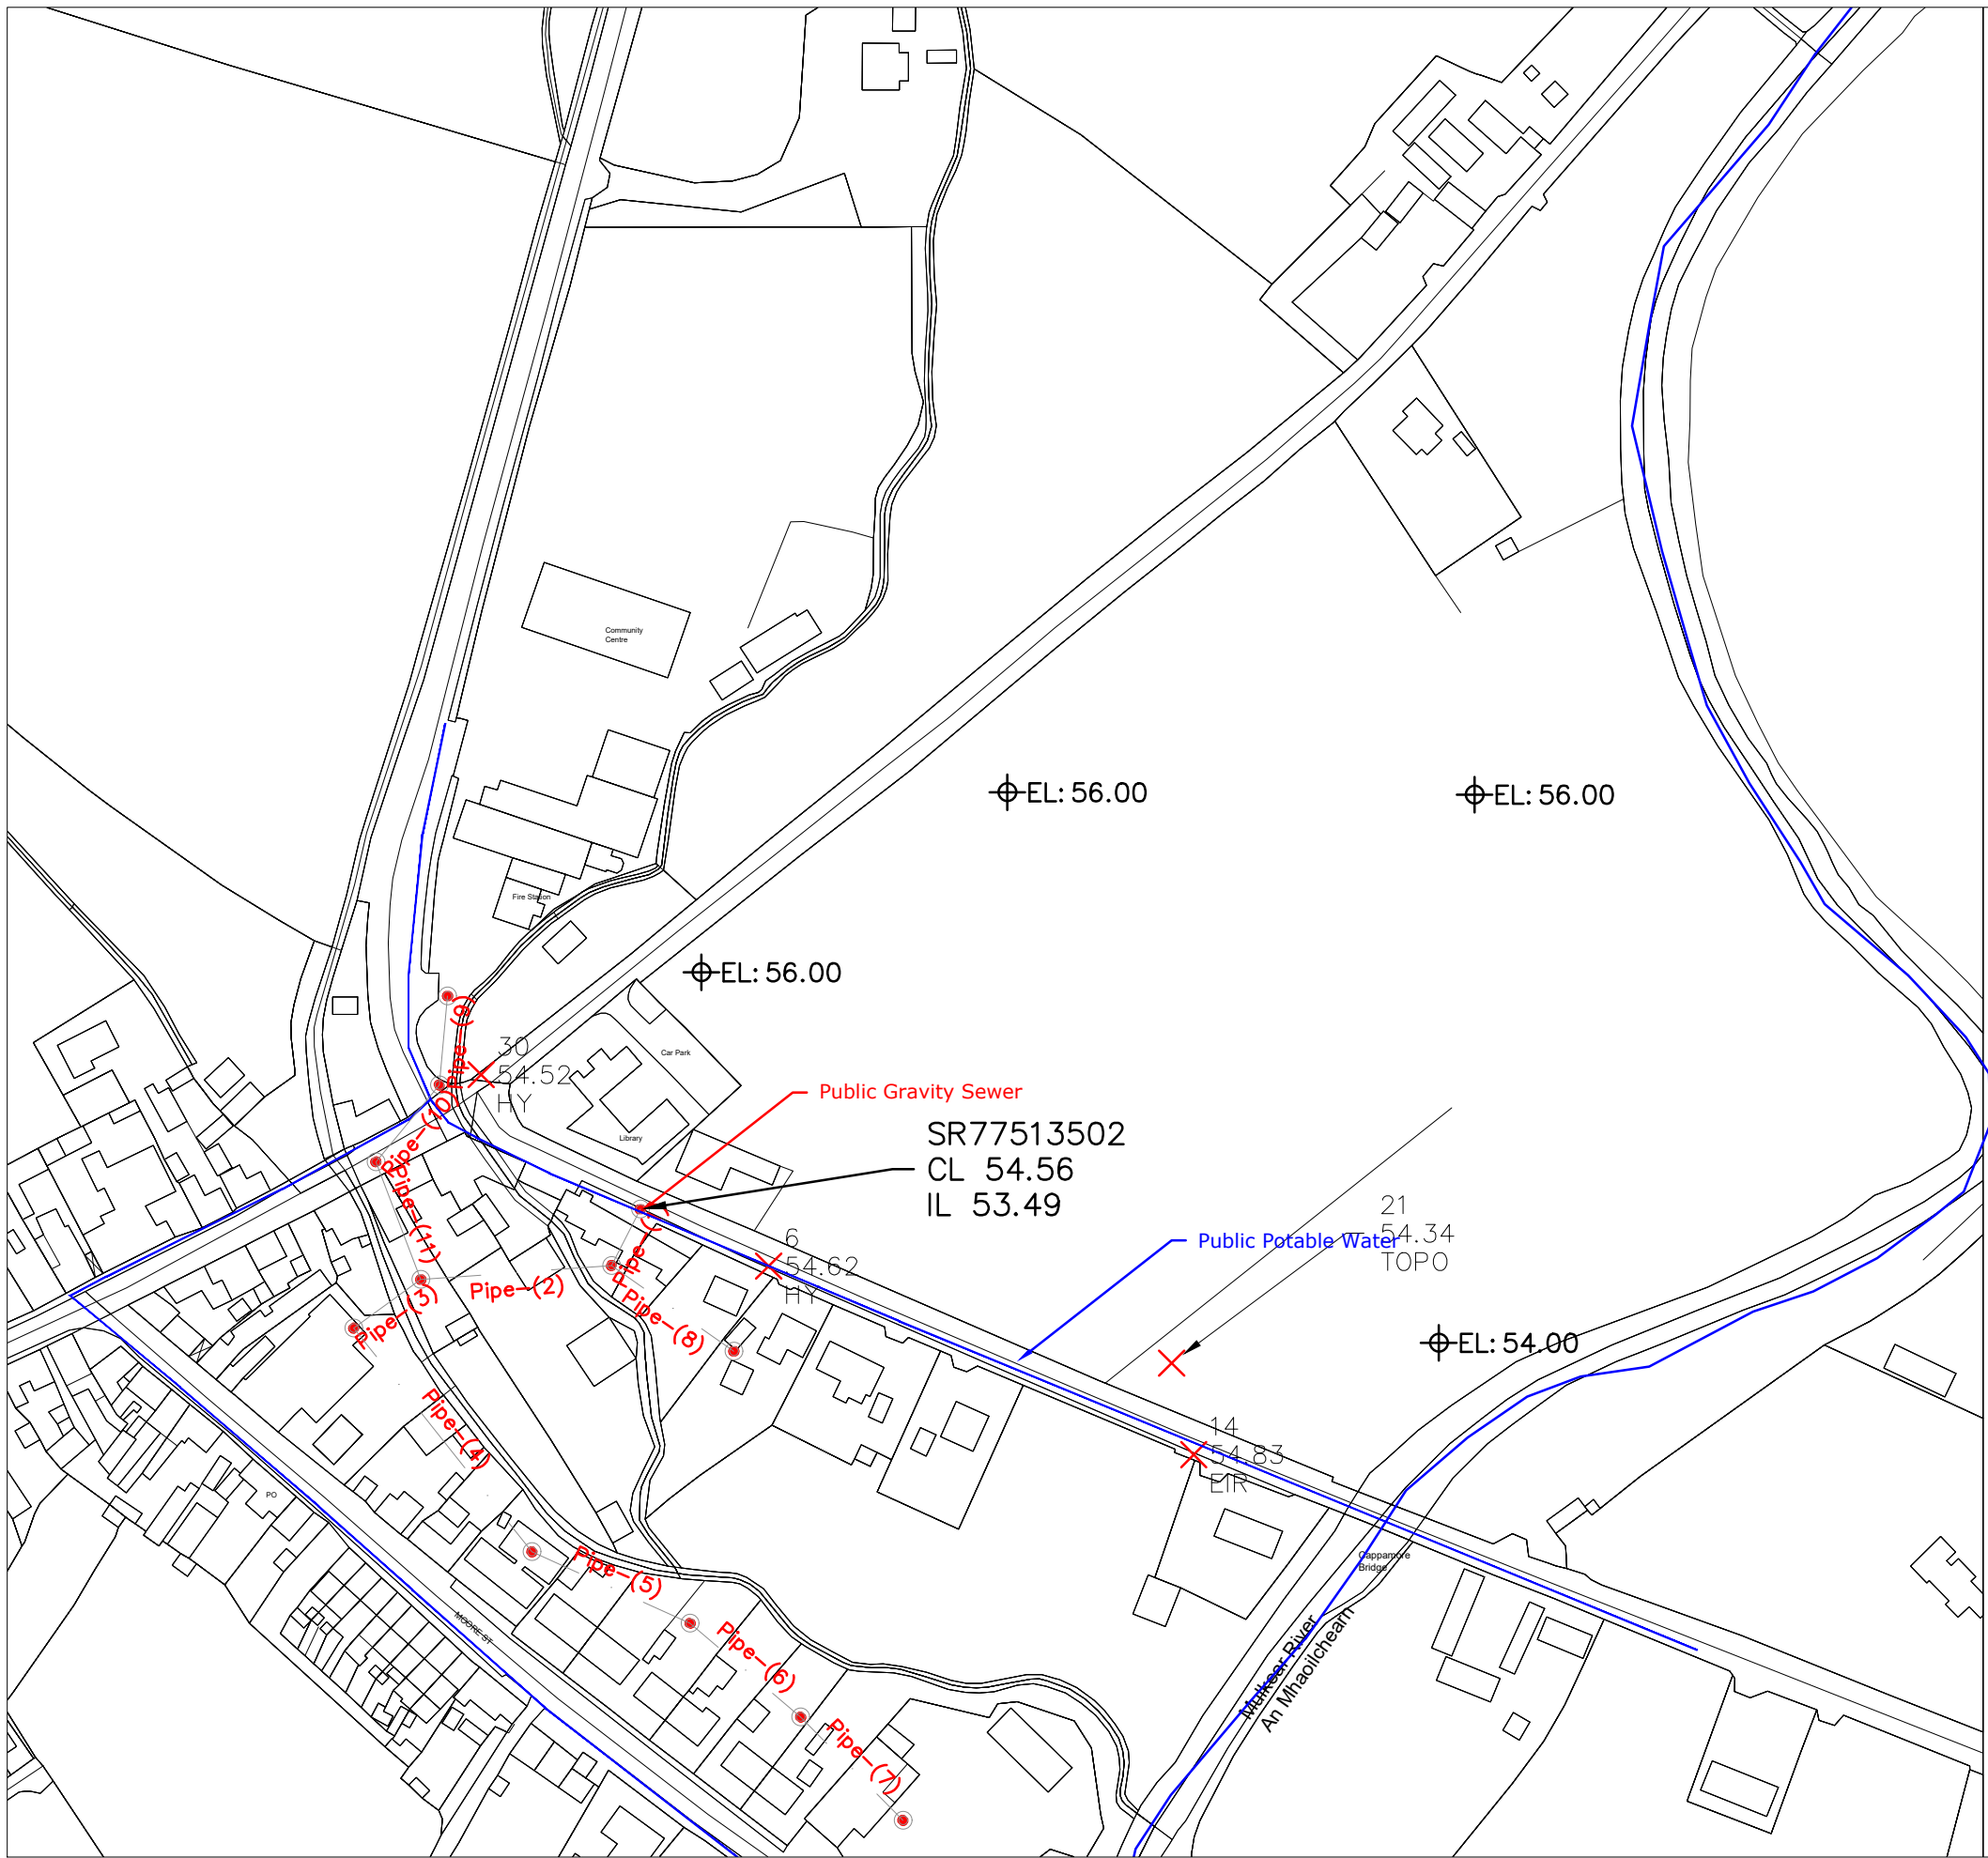 Community
Centre
EL: 56.00
EL: 56.00
Fire Station
EL: 56.00
Pipe-(9)
30
54.52
HY
Car Park
Public Gravity Sewer
Pipe-(10)
Library
SR77513502
CL 54.56
IL 53.49
Pipe-(11)
21
54.34
TOPO
6
54.62
HY
Public Potable Water
Pipe-(2)
Pipe-(3)
Pipe-(8)
EL: 54.00
Pipe-(4)
14
54.83
EIR
PO
Cappamore
Bridge
Pipe-(5)
MOORE ST
Pipe-(6)
Mulkear River
An Mhaoilchearn
Pipe-(7)